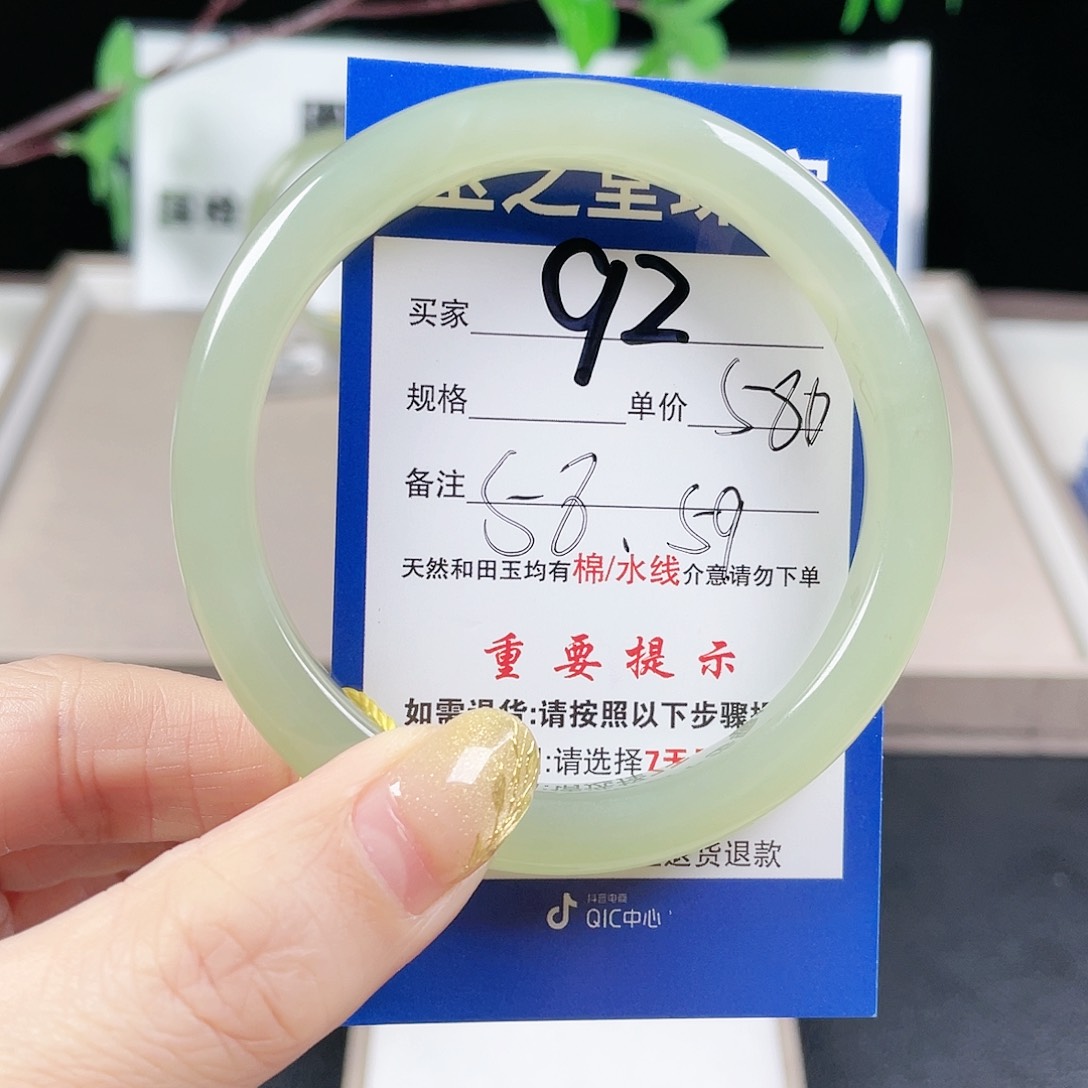 玉之皇
买家 92
规格 单价 580
备注 58、59
天然和田玉均有棉/水线介意请勿下单
重要提示
如需退货:请按照以下步骤
:请选择7天
退货退款
抖音电商
QIC中心